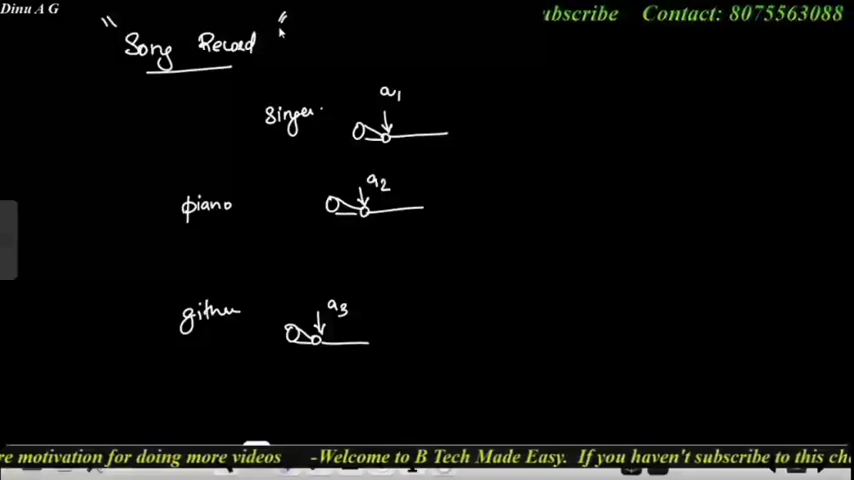 Dinu A G
ubscribe Contact: 8075563088
"Song Record"
a1
singer
a2
piano
a3
re motivation for doing more videos -Welcome to B Tech Made Easy. If you haven't subscribe to this ch